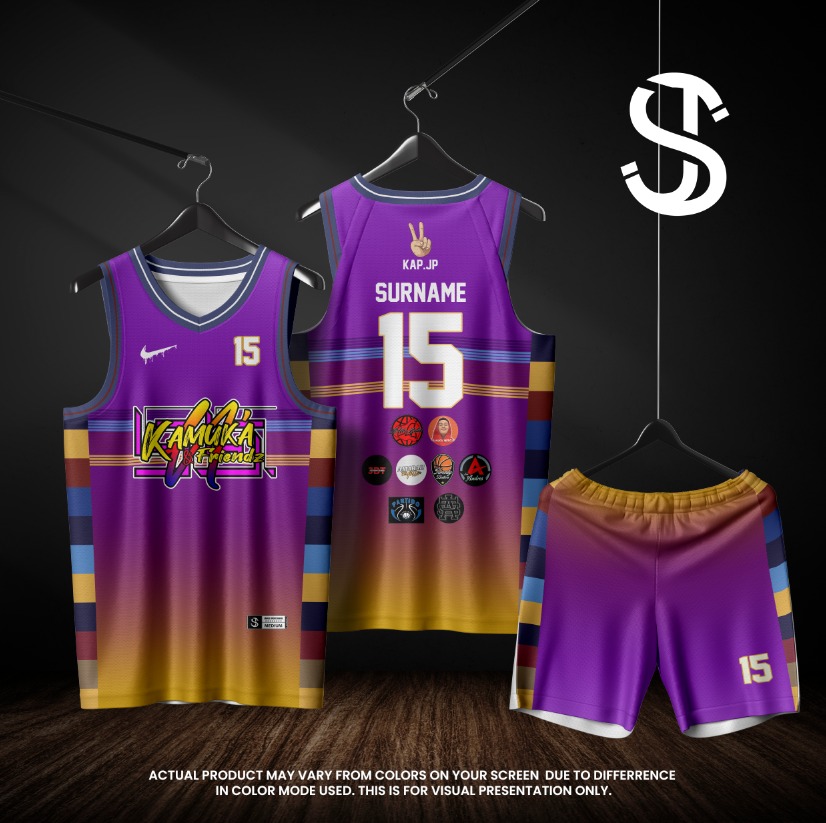 KAP.JP
SURNAME
15
15
KAMUKA
& Friendz
MEDIUM
15
ACTUAL PRODUCT MAY VARY FROM COLORS ON YOUR SCREEN DUE TO DIFFERRENCE
IN COLOR MODE USED. THIS IS FOR VISUAL PRESENTATION ONLY.